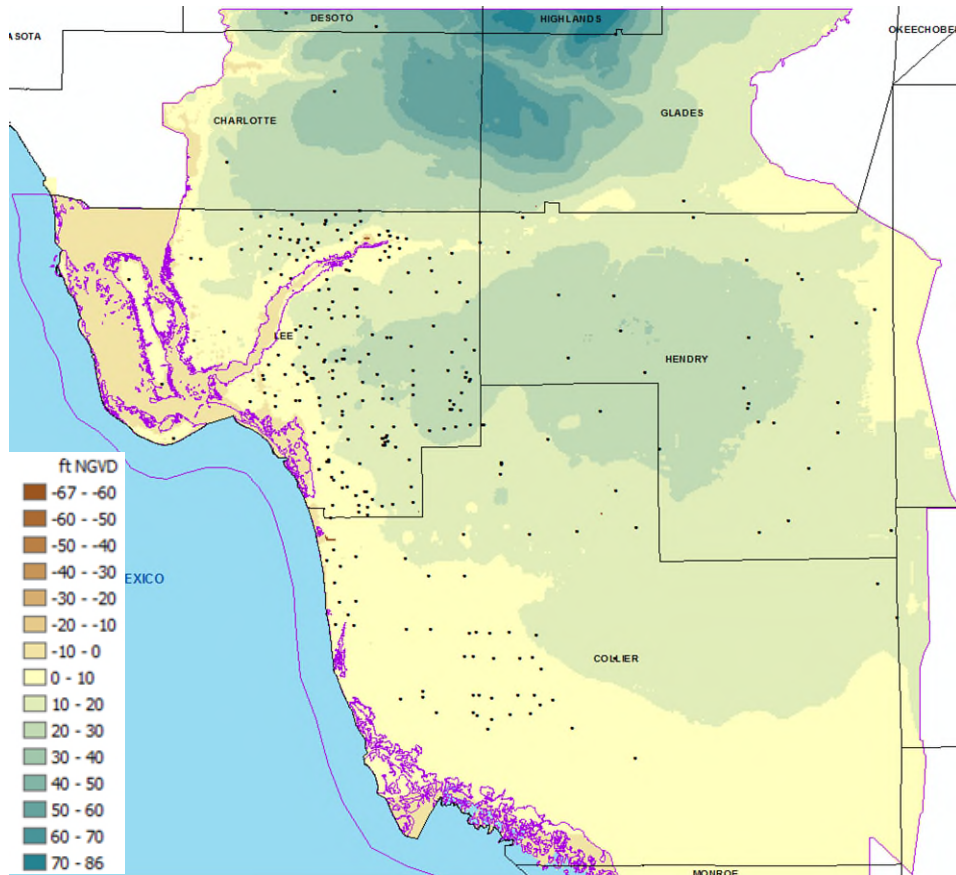 DESOTO
HIGHLANDS
ASOTA
OKEECHOBE
CHARLOTTE
GLADES
LEE
HENDRY
ft NGVD
-67 - -60
-60 - -50
-50 - -40
-40 - -30
-30 - -20
-20 - -10
-10 - 0
0 - 10
10 - 20
20 - 30
30 - 40
40 - 50
50 - 60
60 - 70
70 - 86
EXICO
COLLIER
MONROE